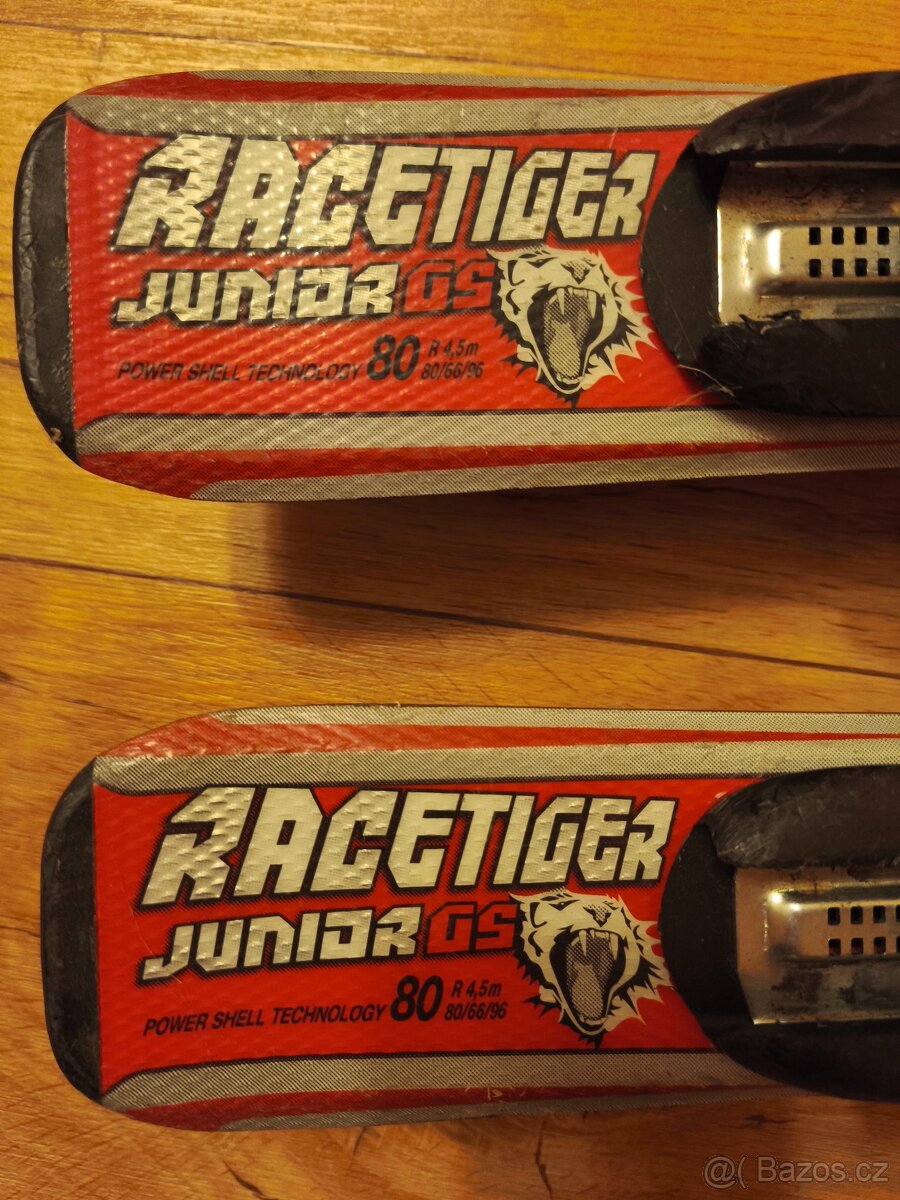 RACETIGER
JUNIOR GS
POWER SHELL TECHNOLOGY 80 R 4,5m
80/66/96
RACETIGER
JUNIOR GS
POWER SHELL TECHNOLOGY 80 R 4,5m
80/66/96
@( Bazos.cz